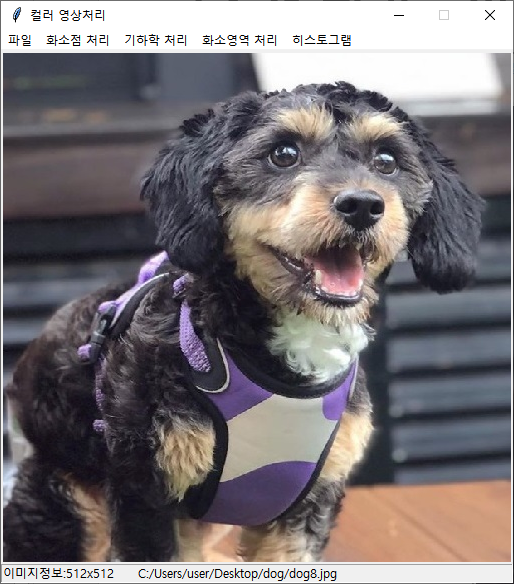 컬러 영상처리
파일 화소점 처리 기하학 처리 화소영역 처리 히스토그램
이미지정보:512x512 C:/Users/user/Desktop/dog/dog8.jpg